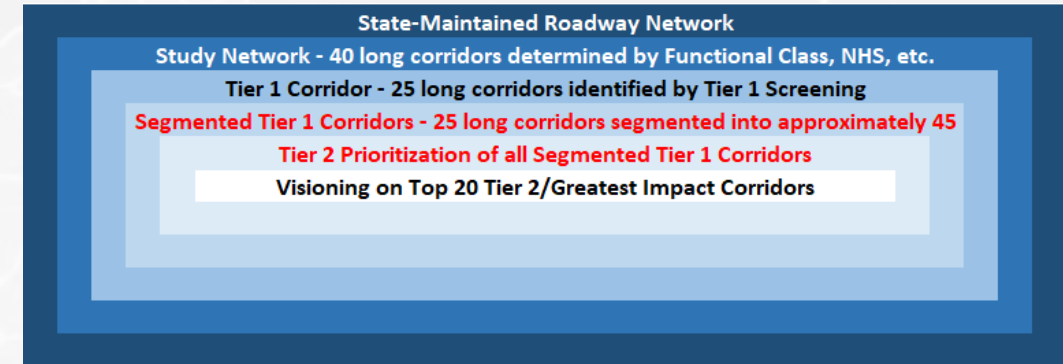 State-Maintained Roadway Network
Study Network - 40 long corridors determined by Functional Class, NHS, etc.
Tier 1 Corridor - 25 long corridors identified by Tier 1 Screening
Segmented Tier 1 Corridors - 25 long corridors segmented into approximately 45
Tier 2 Prioritization of all Segmented Tier 1 Corridors
Visioning on Top 20 Tier 2/Greatest Impact Corridors